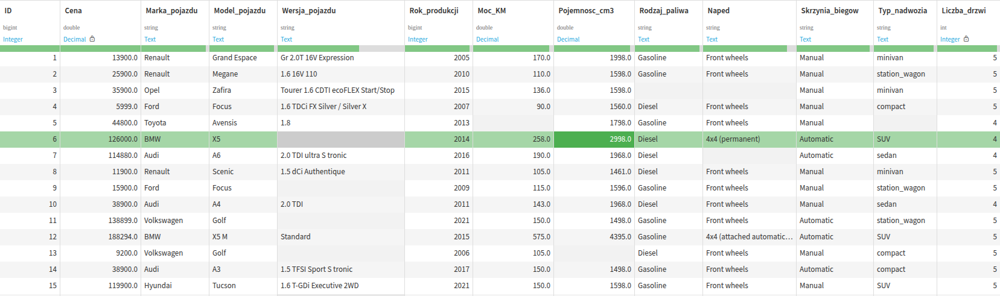 ID Cena Marka_pojazdu Model_pojazdu Wersja_pojazdu Rok_produkcji Moc_KM Pojemnosc_cm3 Rodzaj_paliwa Naped Skrzynia_biegow Typ_nadwozia Liczba_drzwi
bigint double string string string bigint double double string string string string int
Integer Decimal Text Text Text Integer Decimal Decimal Text Text Text Text Integer
1 13900.0 Renault Grand Espace Gr 2.0T 16V Expression 2005 170.0 1998.0 Gasoline Front wheels Manual minivan 5
2 25900.0 Renault Megane 1.6 16V 110 2010 110.0 1598.0 Gasoline Front wheels Manual station_wagon 5
3 35900.0 Opel Zafira Tourer 1.6 CDTI ecoFLEX Start/Stop 2015 136.0 1598.0 Manual minivan 5
4 5999.0 Ford Focus 1.6 TDCi FX Silver / Silver X 2007 90.0 1560.0 Diesel Front wheels Manual compact 5
5 44800.0 Toyota Avensis 1.8 2013 1798.0 Gasoline Front wheels Manual 4
6 126000.0 BMW X5 2014 258.0 2998.0 Diesel 4x4 (permanent) Automatic SUV 4
7 114880.0 Audi A6 2.0 TDI ultra S tronic 2016 190.0 1968.0 Diesel Automatic sedan 4
8 11900.0 Renault Scenic 1.5 dCi Authentique 2011 105.0 1461.0 Diesel Front wheels Manual minivan 5
9 15900.0 Ford Focus 2009 115.0 1596.0 Gasoline Front wheels Manual station_wagon 5
10 38900.0 Audi A4 2.0 TDI 2011 143.0 1968.0 Diesel Front wheels Manual sedan 4
11 138899.0 Volkswagen Golf 2021 150.0 1498.0 Gasoline Front wheels Automatic station_wagon 5
12 188294.0 BMW X5 M Standard 2015 575.0 4395.0 Gasoline 4x4 (attached automatic... Automatic SUV 5
13 9200.0 Volkswagen Golf 2006 105.0 Diesel Front wheels Manual compact 5
14 38900.0 Audi A3 1.5 TFSI Sport S tronic 2017 150.0 1498.0 Gasoline Front wheels Automatic compact 5
15 119900.0 Hyundai Tucson 1.6 T-GDi Executive 2WD 2021 150.0 1598.0 Gasoline Front wheels Manual SUV 5